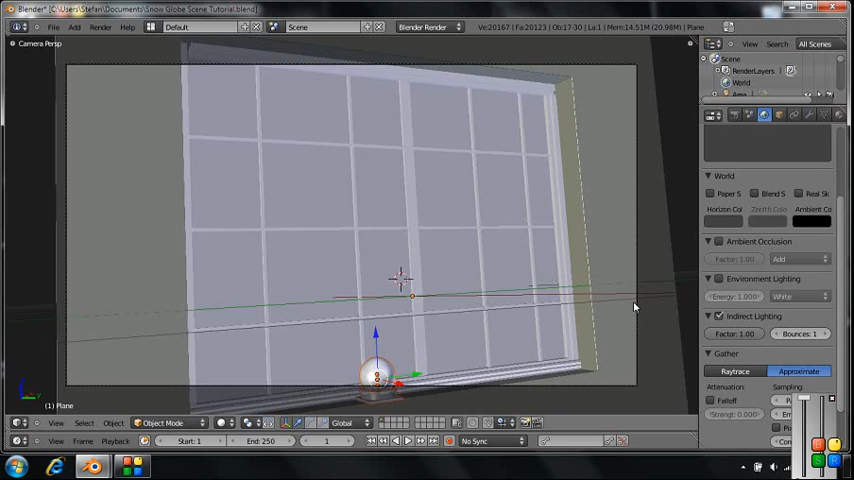 Blender* [C:\Users\Stefan\Documents\Snow Globe Scene Tutorial.blend]
File Add Render Help Default Scene Blender Render Ve:20167 | Fa:20123 | Ob:17-30 | La:1 | Mem:14.51M (20.98M) | Plane
Camera Persp
View Search All Scenes
Scene
RenderLayers
World
World
Paper S Blend S Real Sk
Horizon Col Zenith Colo Ambient Co
Ambient Occlusion
Factor: 1.00 Add
Environment Lighting
Energy: 1.000 White
Indirect Lighting
Factor: 1.00 Bounces: 1
Gather
Raytrace Approximate
Attenuation: Sampling:
Falloff
Strengt: 0.000
(1) Plane
View Select Object Object Mode Global
View Frame Playback Start: 1 End: 250 1 No Sync